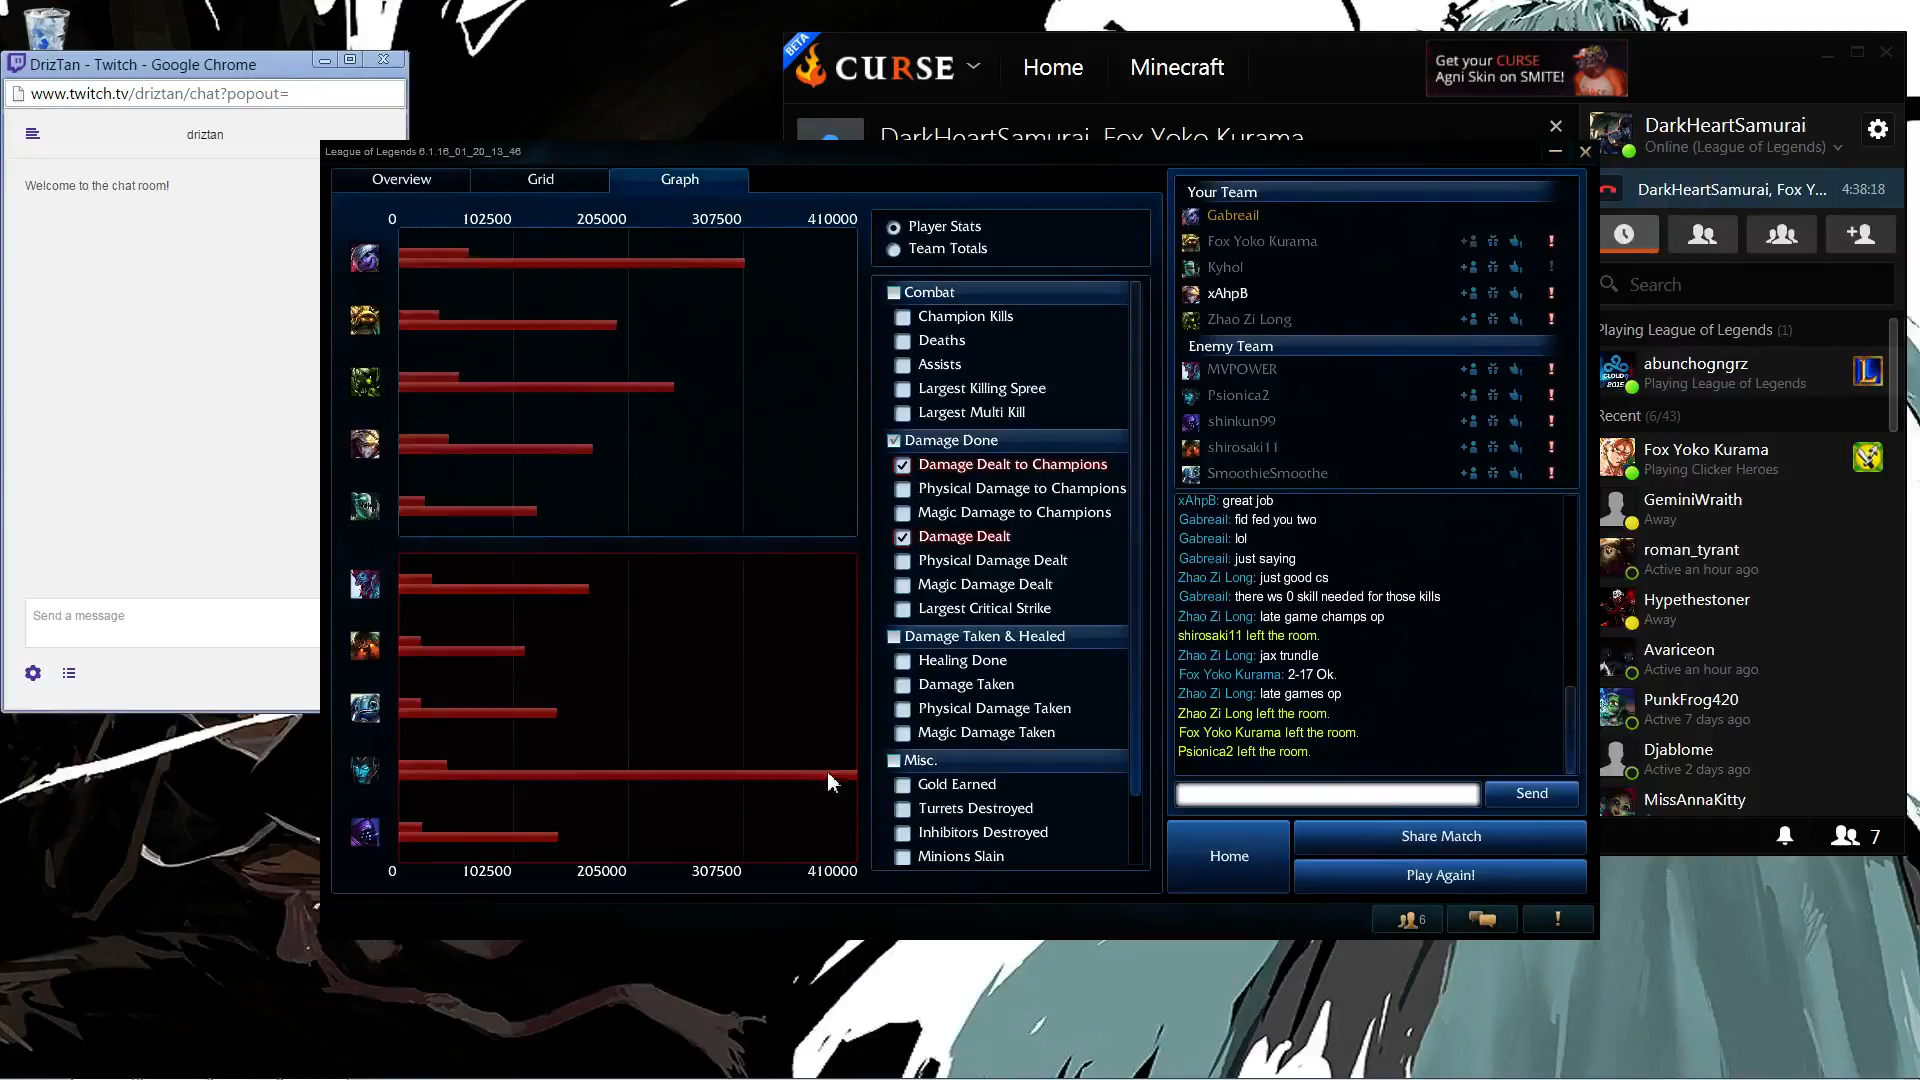 DrizTan - Twitch - Google Chrome
www.twitch.tv/driztan/chat?popout=
driztan
Welcome to the chat room!
Send a message
BETA
CURSE
Home
Minecraft
Get your CURSE
Agni Skin on SMITE!
DarkHeartSamurai, Fox Yoko Kurama
League of Legends 6.1.16_01_20_13_46
Overview
Grid
Graph
0 102500 205000 307500 410000
0 102500 205000 307500 410000
Player Stats
Team Totals
Combat
Champion Kills
Deaths
Assists
Largest Killing Spree
Largest Multi Kill
Damage Done
Damage Dealt to Champions
Physical Damage to Champions
Magic Damage to Champions
Damage Dealt
Physical Damage Dealt
Magic Damage Dealt
Largest Critical Strike
Damage Taken & Healed
Healing Done
Damage Taken
Physical Damage Taken
Magic Damage Taken
Misc.
Gold Earned
Turrets Destroyed
Inhibitors Destroyed
Minions Slain
Your Team
Gabreail
Fox Yoko Kurama
Kyhol
xAhpB
Zhao Zi Long
Enemy Team
MVPOWER
Psionica2
shinkun99
shirosaki11
SmoothieSmoothe
xAhpB: great job
Gabreail: fid fed you two
Gabreail: lol
Gabreail: just saying
Zhao Zi Long: just good cs
Gabreail: there ws 0 skill needed for those kills
Zhao Zi Long: late game champs op
shirosaki11 left the room.
Zhao Zi Long: jax trundle
Fox Yoko Kurama: 2-17 Ok.
Zhao Zi Long: late games op
Zhao Zi Long left the room.
Fox Yoko Kurama left the room.
Psionica2 left the room.
Send
Home
Share Match
Play Again!
6
DarkHeartSamurai
Online (League of Legends)
DarkHeartSamurai, Fox Y... 4:38:18
Search
Playing League of Legends (1)
abunchogngrz
Playing League of Legends
CLOUD9
2015
Recent (6/43)
Fox Yoko Kurama
Playing Clicker Heroes
GeminiWraith
Away
roman_tyrant
Active an hour ago
Hypethestoner
Away
Avariceon
Active an hour ago
PunkFrog420
Active 7 days ago
Djablome
Active 2 days ago
MissAnnaKitty
7